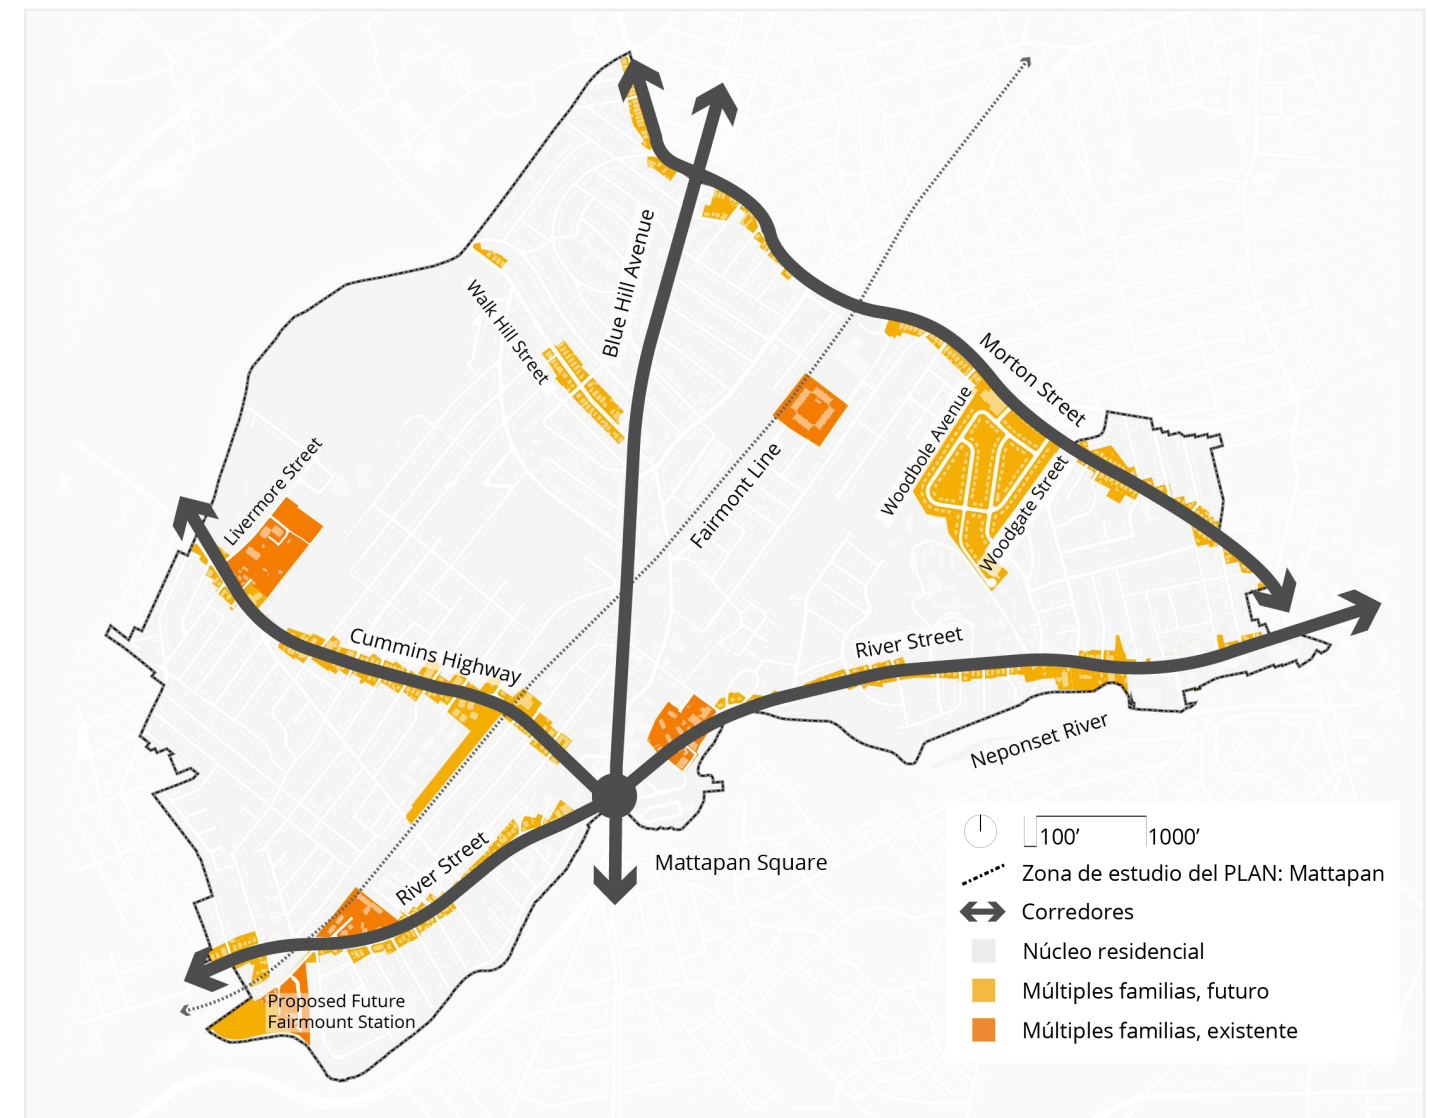 Blue Hill Avenue
Walk Hill Street
Morton Street
Woodbole Avenue
Livermore Street
Fairmont Line
Woodgate Street
Cummins Highway
River Street
Neponset River
River Street
Mattapan Square
Proposed Future
Fairmount Station
100’ 1000’
Zona de estudio del PLAN: Mattapan
Corredores
Núcleo residencial
Múltiples familias, futuro
Múltiples familias, existente